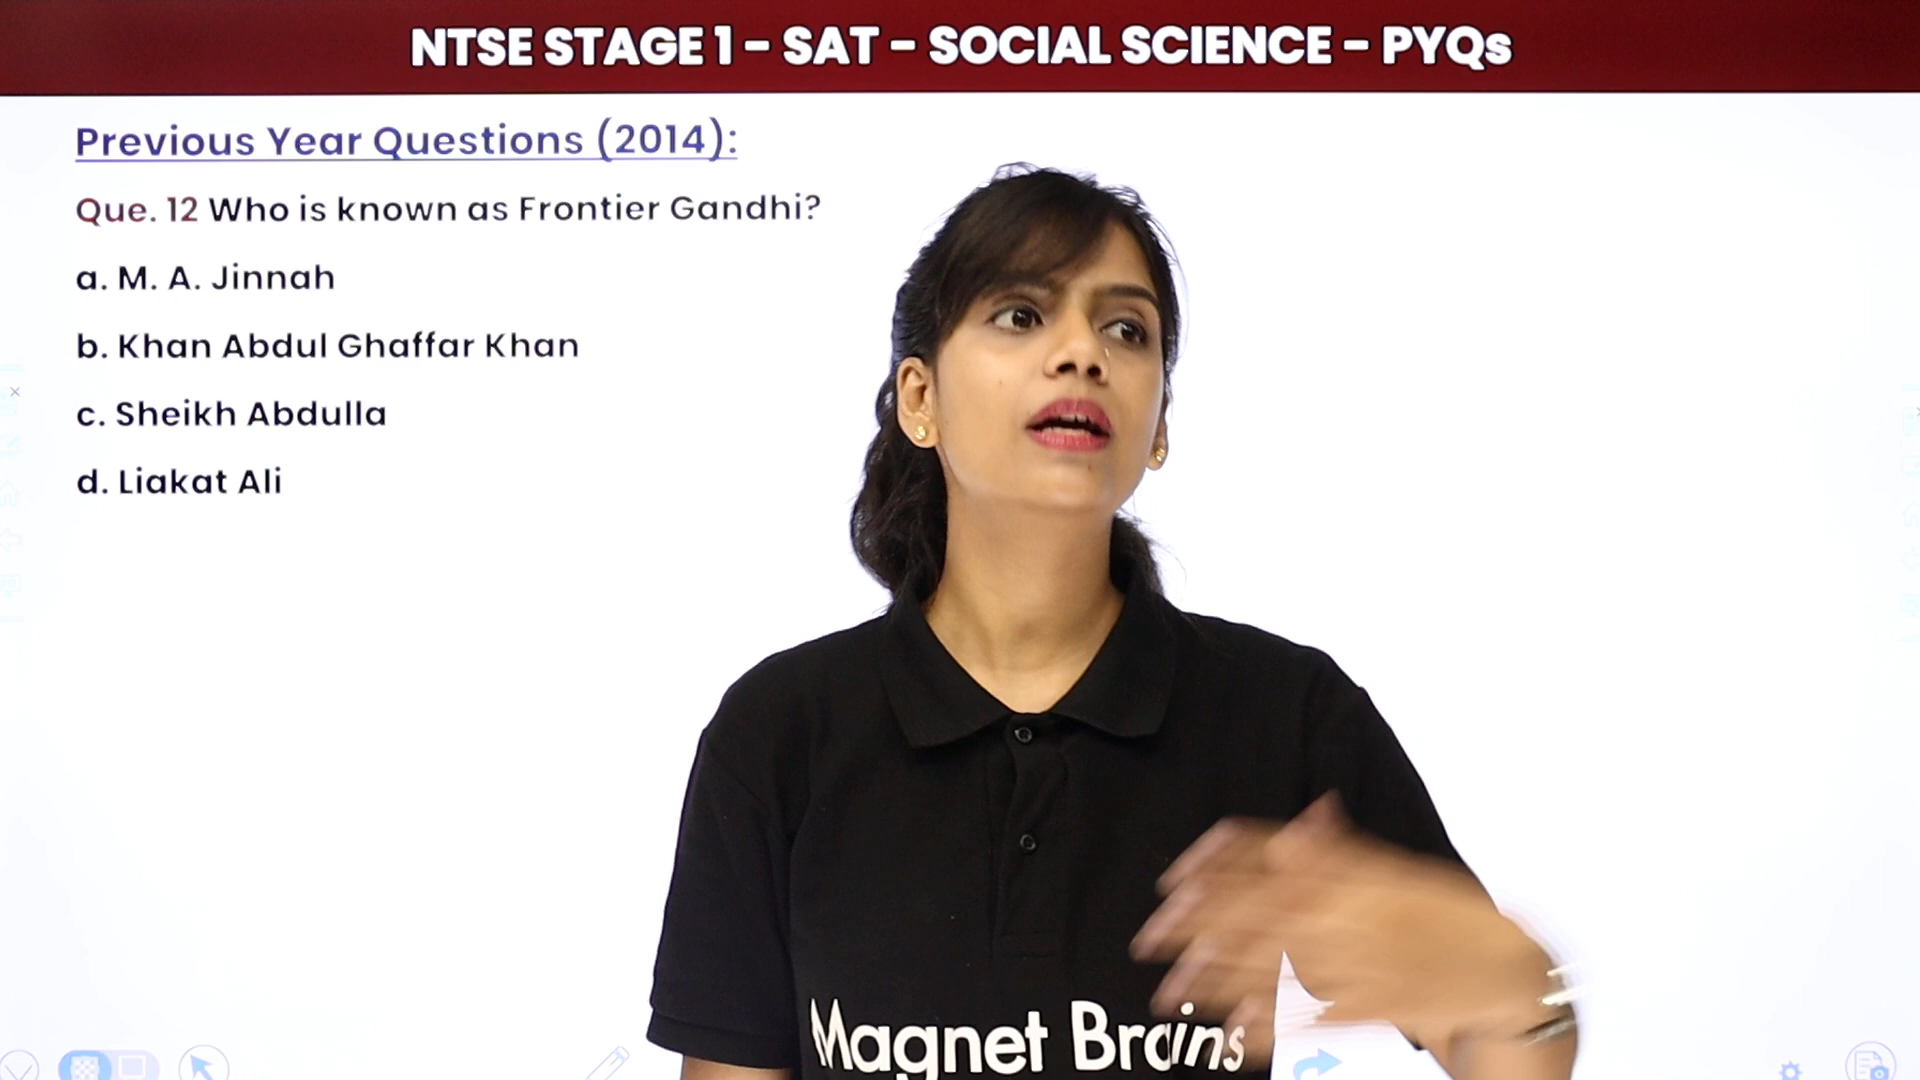 NTSE STAGE 1 - SAT - SOCIAL SCIENCE - PYQs
Previous Year Questions (2014):
Que. 12 Who is known as Frontier Gandhi?
a. M. A. Jinnah
b. Khan Abdul Ghaffar Khan
c. Sheikh Abdulla
d. Liakat Ali
Magnet Brains